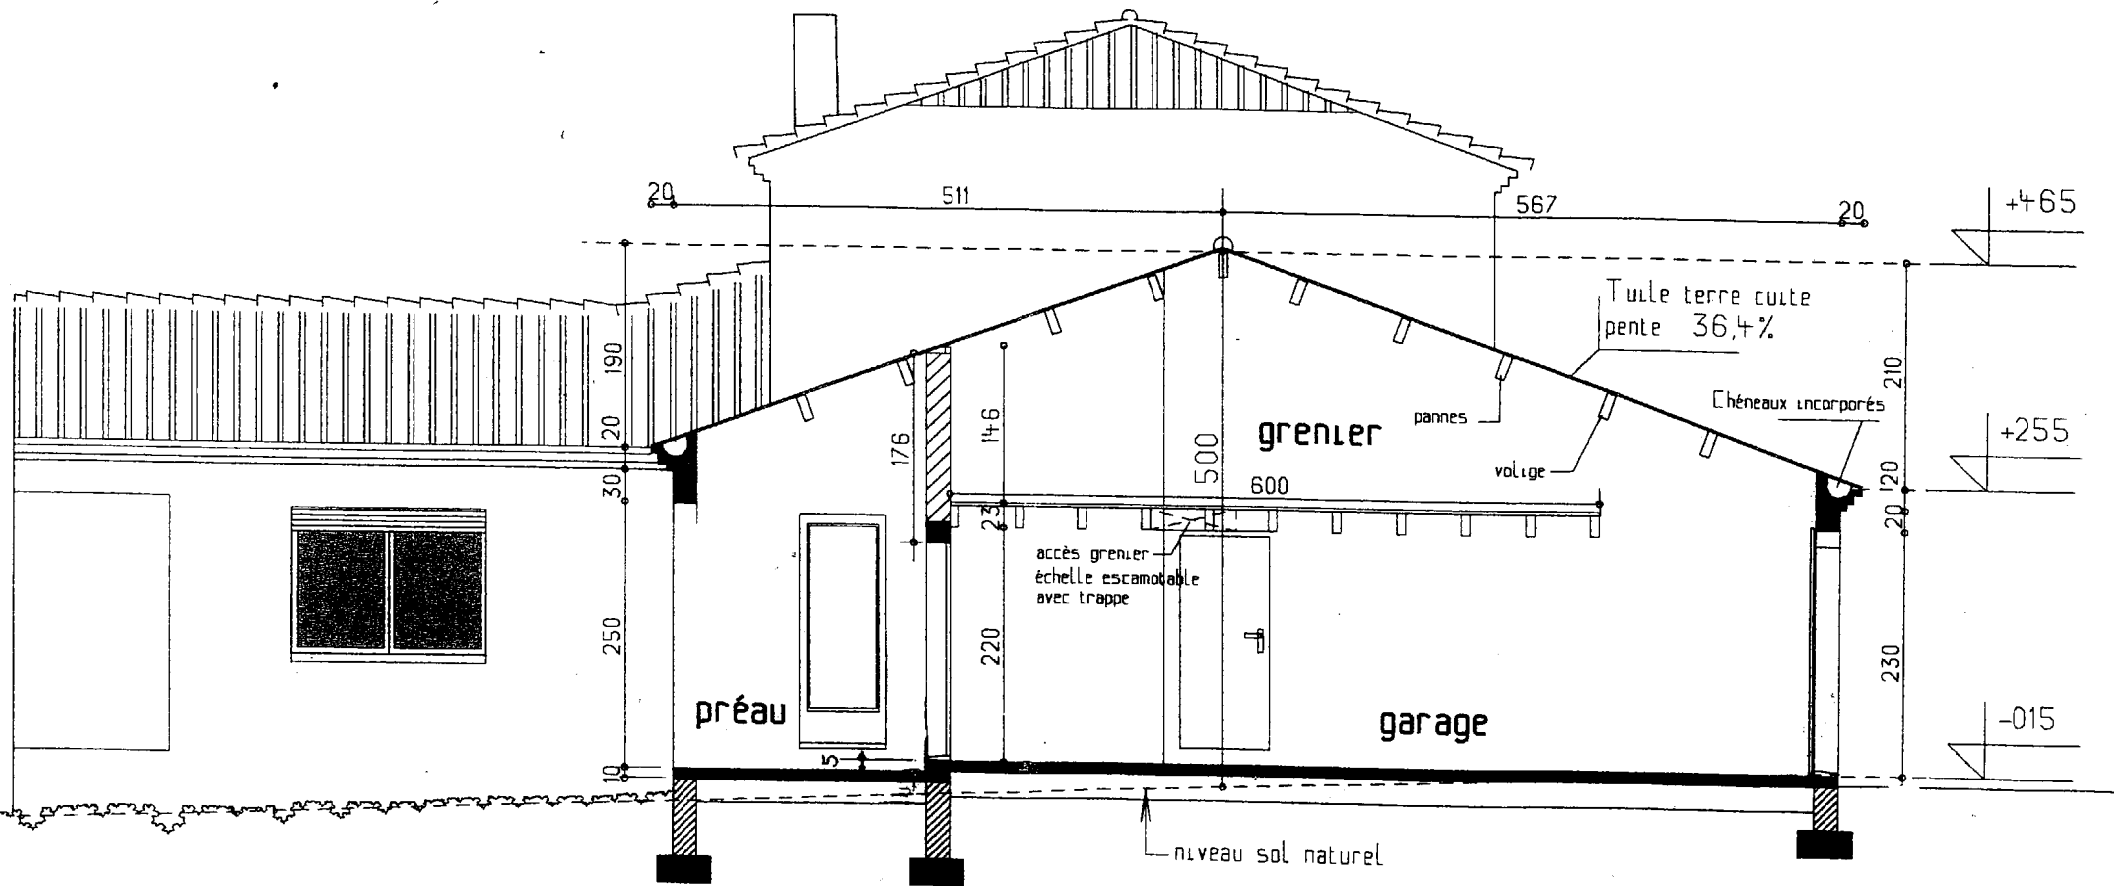 20
511
567
20
+465
Tuile terre cuite
pente 36,4%
190
210
Chéneaux incorporés
pannes
20
176
146
grenier
500
+255
volige
30
600
20
20
23
accès grenier
échelle escamotable
avec trappe
250
220
230
préau
garage
-015
5
10
niveau sol naturel